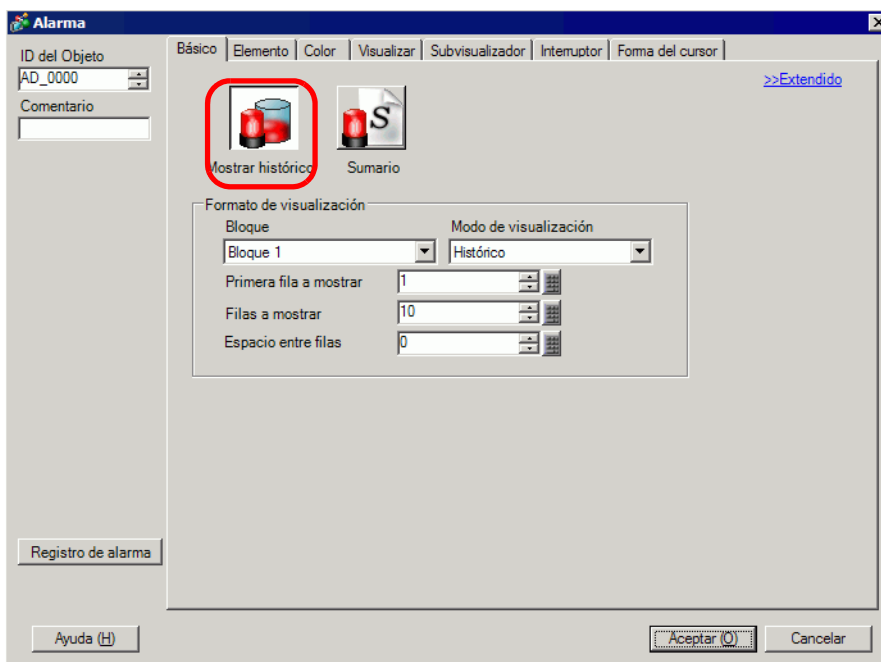 Alarma
ID del Objeto
AD_0000
Comentario
Básico Elemento Color Visualizar Subvisualizador Interruptor Forma del cursor
>>Extendido
Mostrar histórico Sumario
Formato de visualización
Bloque Modo de visualización
Bloque 1 Histórico
Primera fila a mostrar 1
Filas a mostrar 10
Espacio entre filas 0
Registro de alarma
Ayuda (H) Aceptar (O) Cancelar